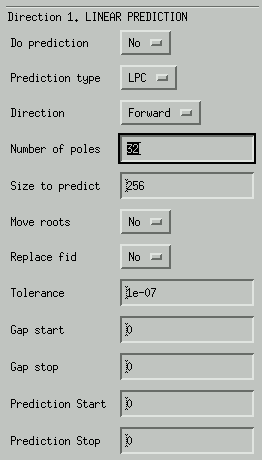 Direction 1. LINEAR PREDICTION
Do prediction No
Prediction type LPC
Direction Forward
Number of poles 32
Size to predict 256
Move roots No
Replace fid No
Tolerance 1e-07
Gap start 0
Gap stop 0
Prediction Start 0
Prediction Stop 0